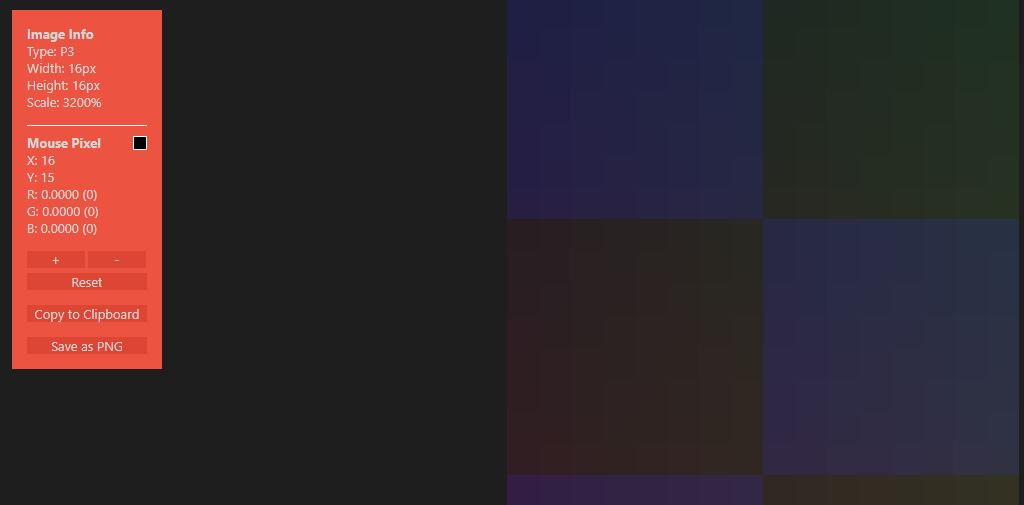 Image Info
Type: P3
Width: 16px
Height: 16px
Scale: 3200%
Mouse Pixel
X: 16
Y: 15
R: 0.0000 (0)
G: 0.0000 (0)
B: 0.0000 (0)
+ -
Reset
Copy to Clipboard
Save as PNG